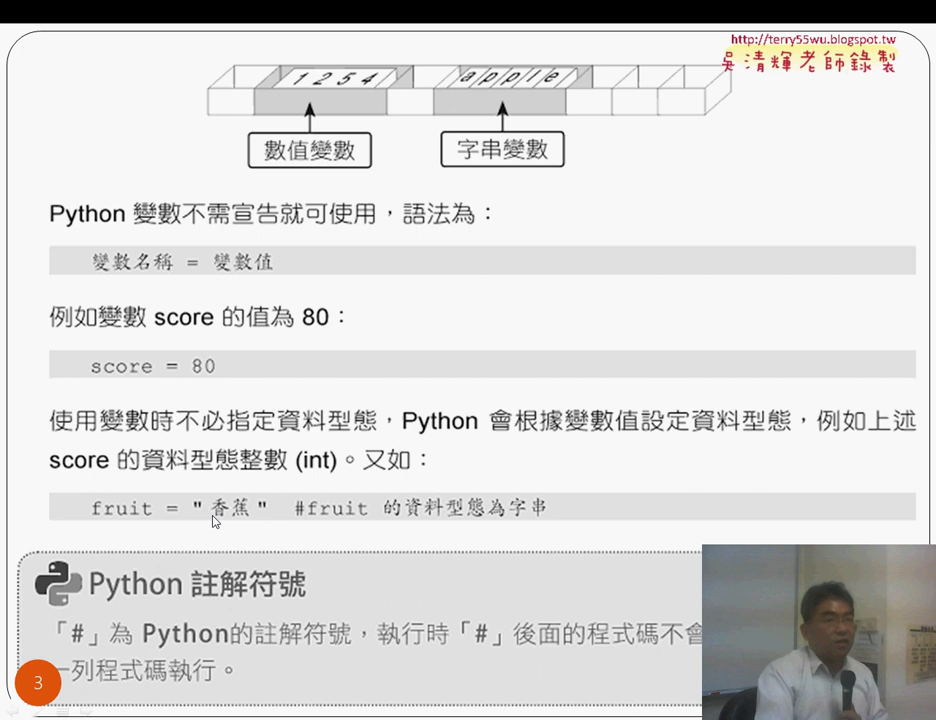 http://terry55wu.blogspot.tw
吳清輝老師錄製
1254 apple
數值變數 字串變數
Python 變數不需宣告就可使用，語法為：
變數名稱 = 變數值
例如變數 score 的值為 80：
score = 80
使用變數時不必指定資料型態，Python 會根據變數值設定資料型態，例如上述
score 的資料型態整數 (int)。又如：
fruit = "香蕉" #fruit 的資料型態為字串
Python 註解符號
「#」為 Python的註解符號，執行時「#」後面的程式碼不會
一列程式碼執行。
3